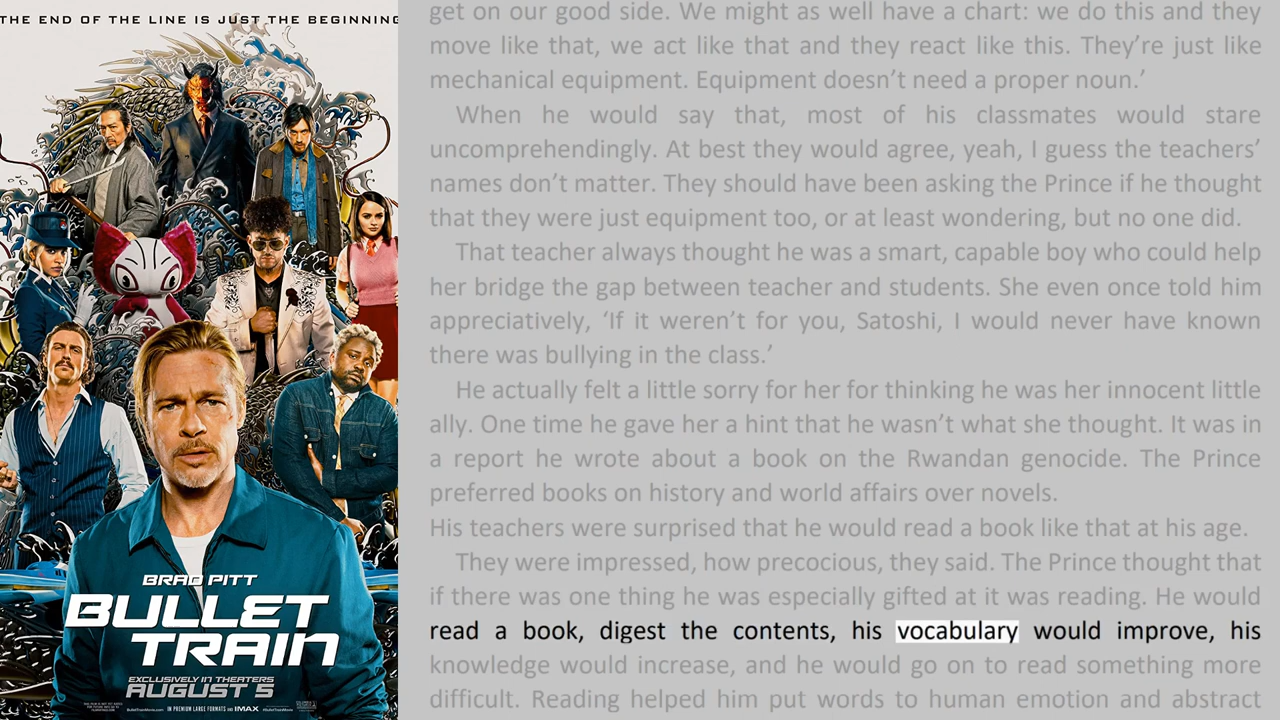 THE END OF THE LINE IS JUST THE BEGINNING
BRAD PITT
BULLET
TRAIN
EXCLUSIVELY IN THEATERS
AUGUST 5
IN PREMIUM LARGE FORMATS AND IMAX
get on our good side. We might as well have a chart: we do this and they
move like that, we act like that and they react like this. They’re just like
mechanical equipment. Equipment doesn’t need a proper noun.’
When he would say that, most of his classmates would stare
uncomprehendingly. At best they would agree, yeah, I guess the teachers’
names don’t matter. They should have been asking the Prince if he thought
that they were just equipment too, or at least wondering, but no one did.
That teacher always thought he was a smart, capable boy who could help
her bridge the gap between teacher and students. She even once told him
appreciatively, ‘If it weren’t for you, Satoshi, I would never have known
there was bullying in the class.’
He actually felt a little sorry for her for thinking he was her innocent little
ally. One time he gave her a hint that he wasn’t what she thought. It was in
a report he wrote about a book on the Rwandan genocide. The Prince
preferred books on history and world affairs over novels.
His teachers were surprised that he would read a book like that at his age.
They were impressed, how precocious, they said. The Prince thought that
if there was one thing he was especially gifted at it was reading. He would
read a book, digest the contents, his vocabulary would improve, his
knowledge would increase, and he would go on to read something more
difficult. Reading helped him put words to human emotion and abstract